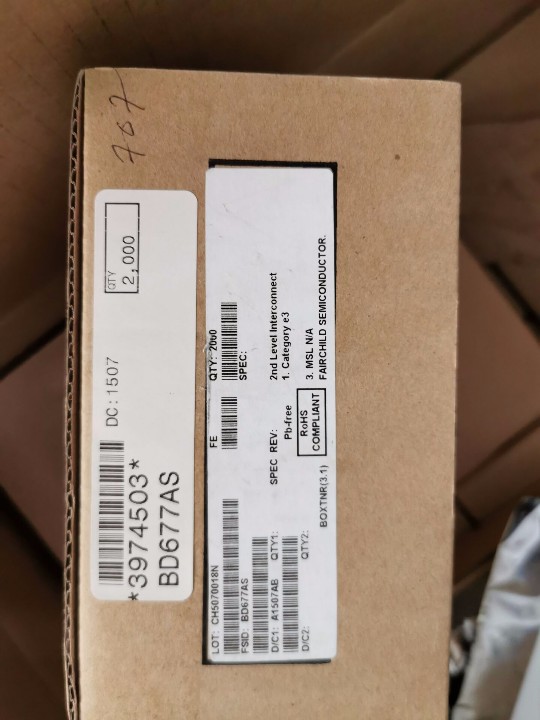 707
QTY
2,000
DC:1507
*3974503*
BD677AS
LOT: CH5070018N
FE
QTY: 2000
FSID: BD677AS
SPEC:
D/C1: A1507AB
QTY1:
SPEC REV:
2nd Level Interconnect
Pb-free
1. Category e3
D/C2:
QTY2:
RoHS
COMPLIANT
3. MSL N/A
BOXTNR(3.1)
FAIRCHILD SEMICONDUCTOR.